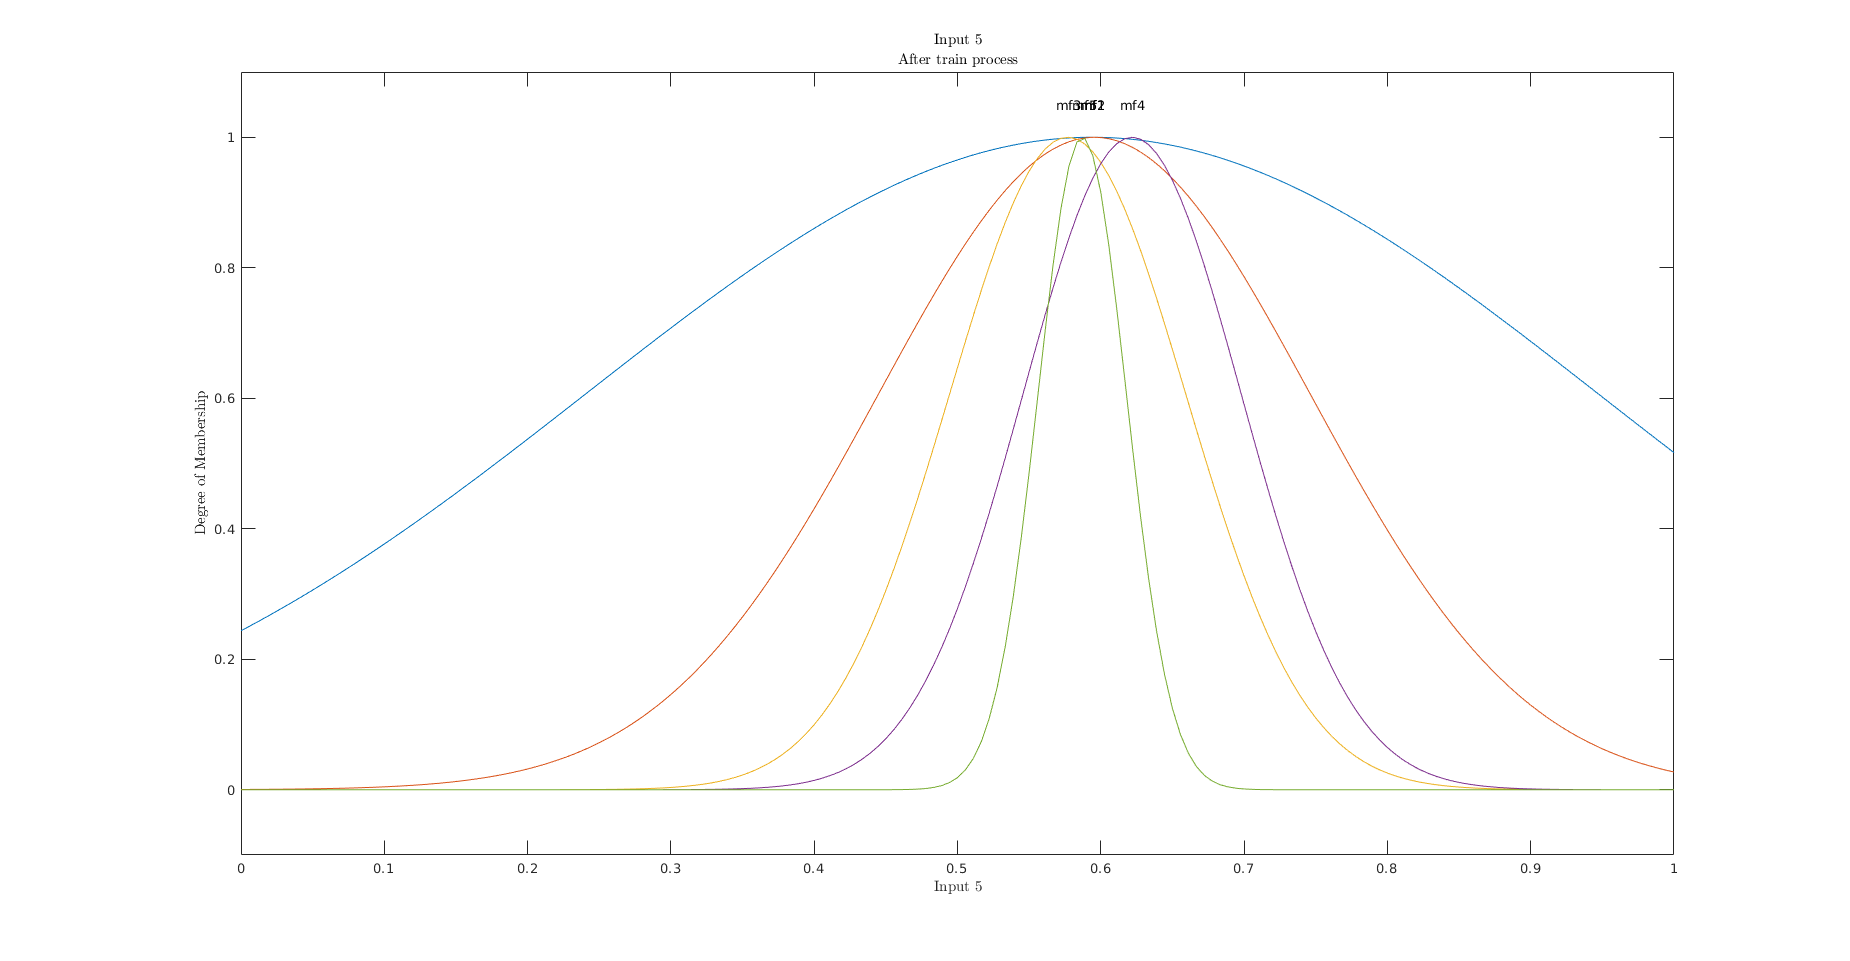 Input 5
After train process
mf4
1
0.8
0.6
0.4
0.2
0
Degree of Membership
0 0.1 0.2 0.3 0.4 0.5 0.6 0.7 0.8 0.9 1
Input 5